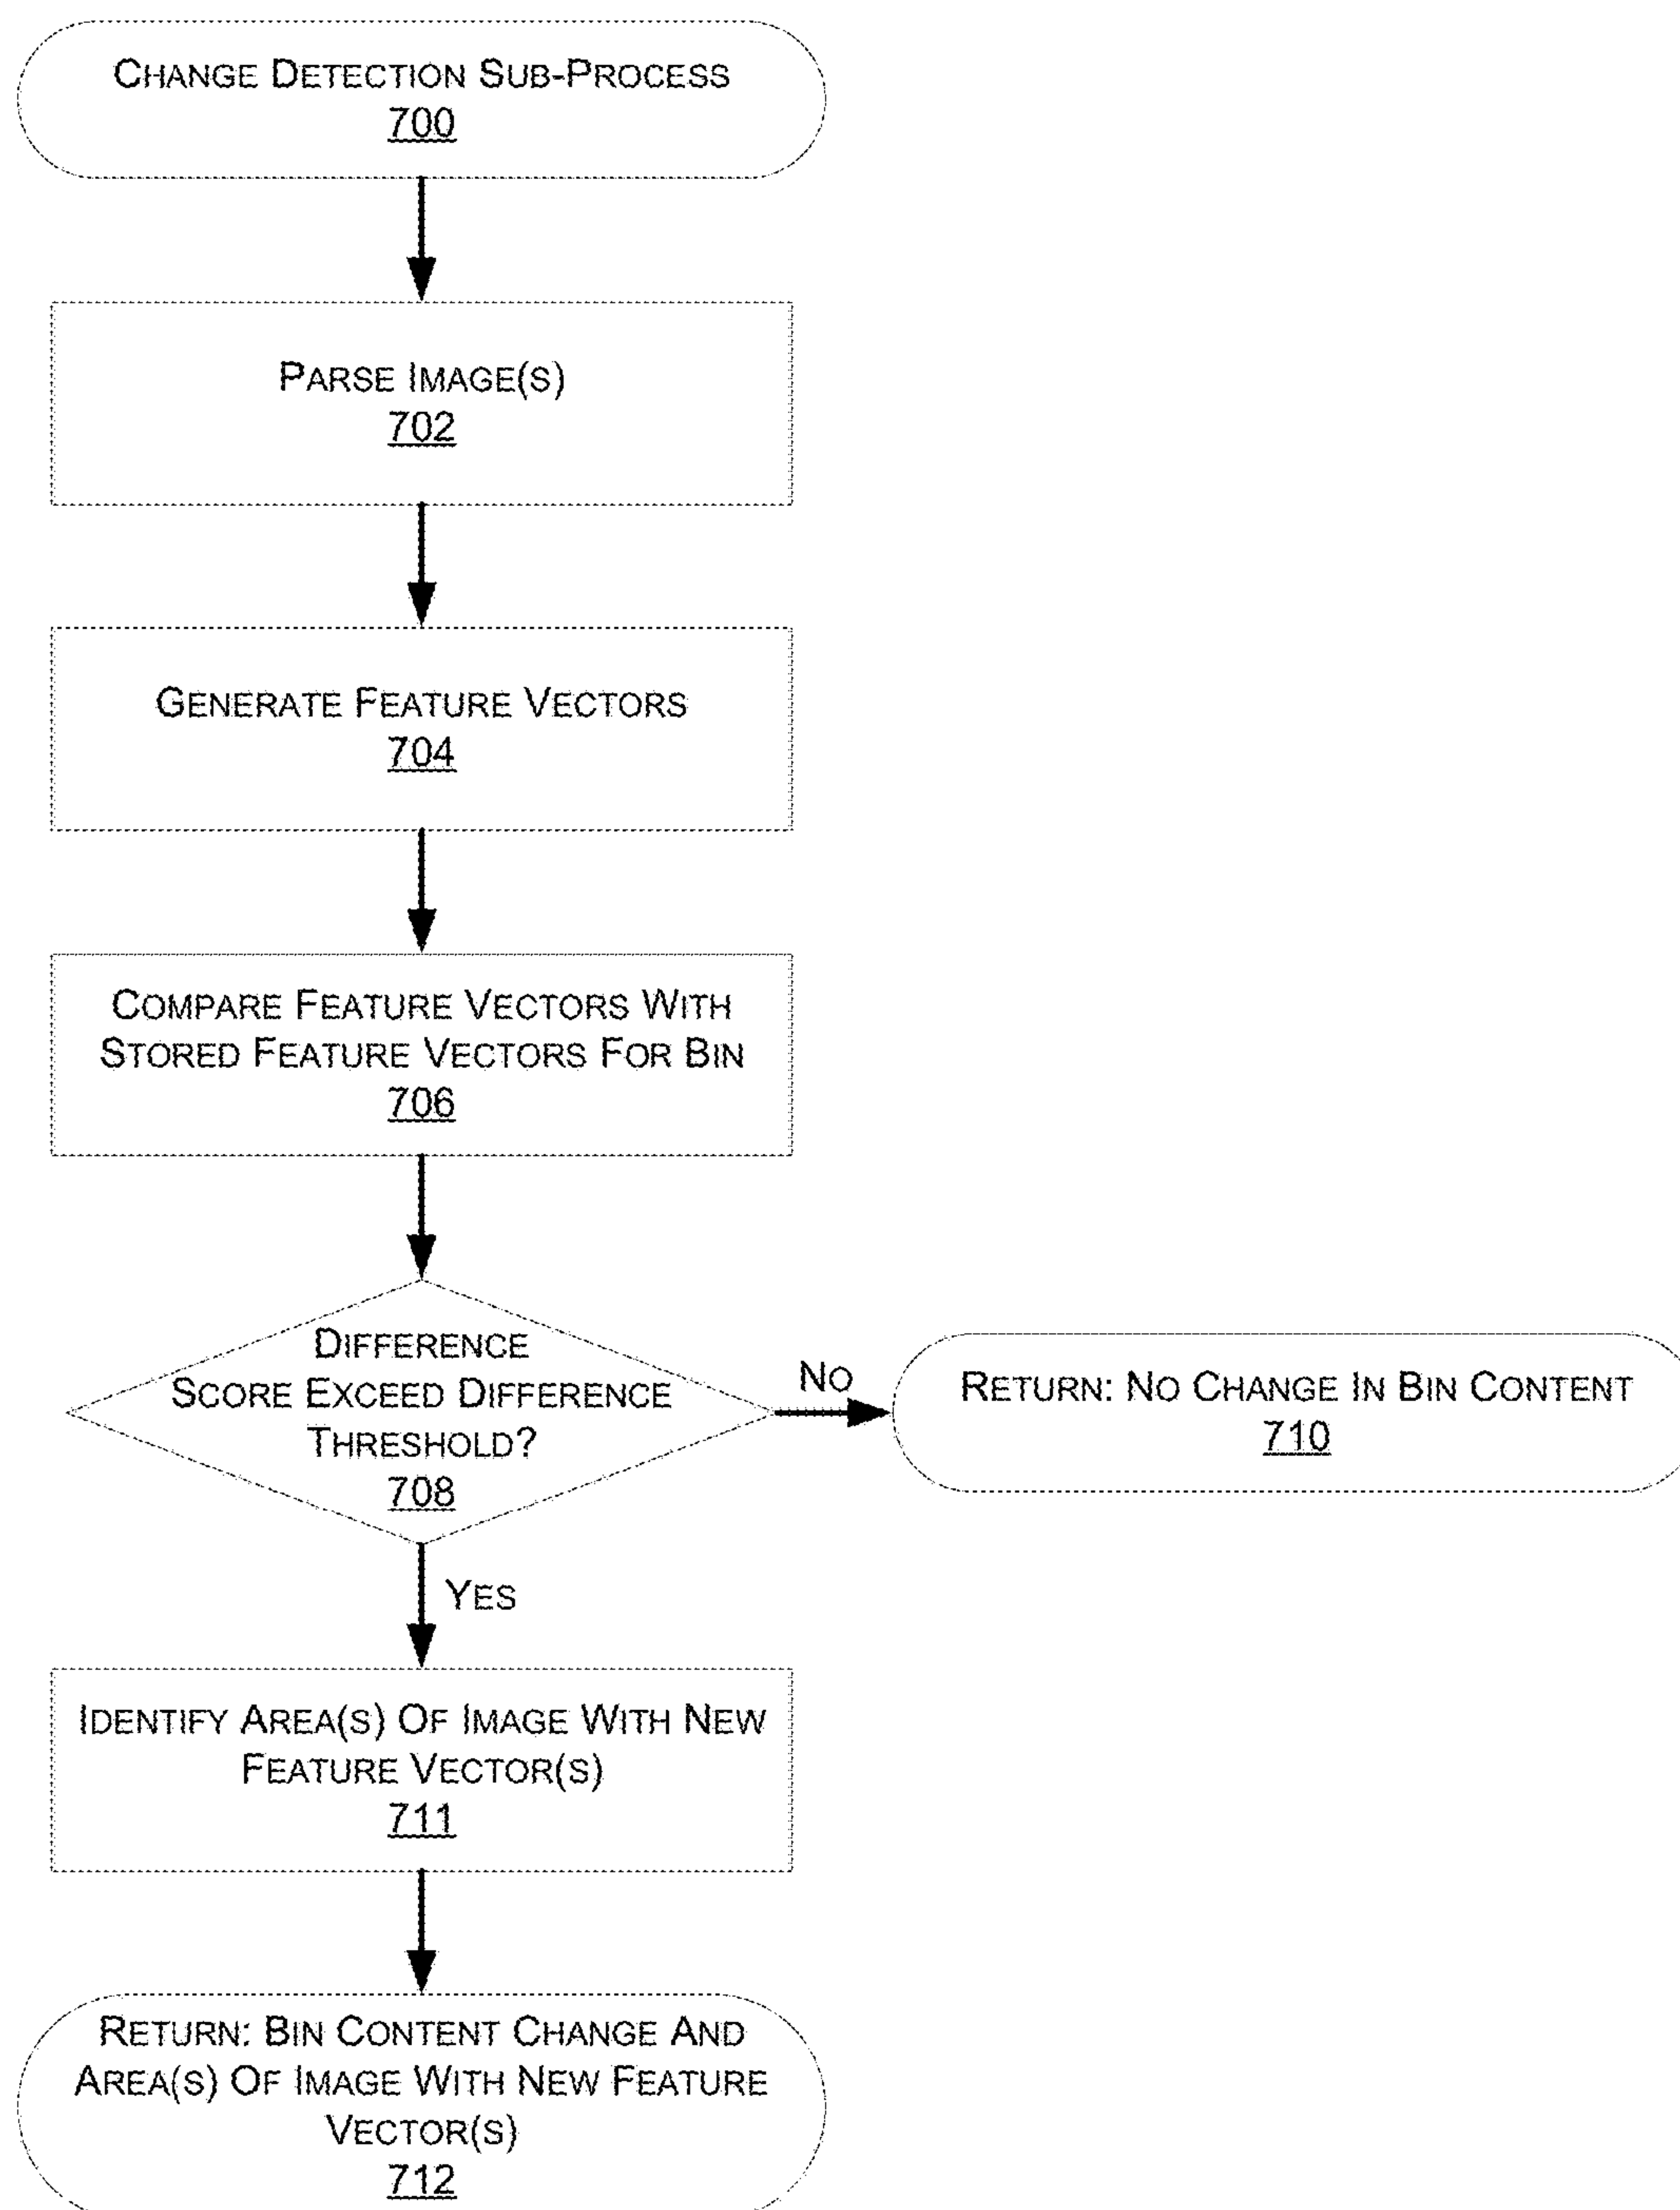 CHANGE DETECTION SUB-PROCESS
700
PARSE IMAGE(S)
702
GENERATE FEATURE VECTORS
704
COMPARE FEATURE VECTORS WITH
STORED FEATURE VECTORS FOR BIN
706
DIFFERENCE
SCORE EXCEED DIFFERENCE
THRESHOLD?
708
NO
RETURN: NO CHANGE IN BIN CONTENT
710
YES
IDENTIFY AREA(S) OF IMAGE WITH NEW
FEATURE VECTOR(S)
711
RETURN: BIN CONTENT CHANGE AND
AREA(S) OF IMAGE WITH NEW FEATURE
VECTOR(S)
712